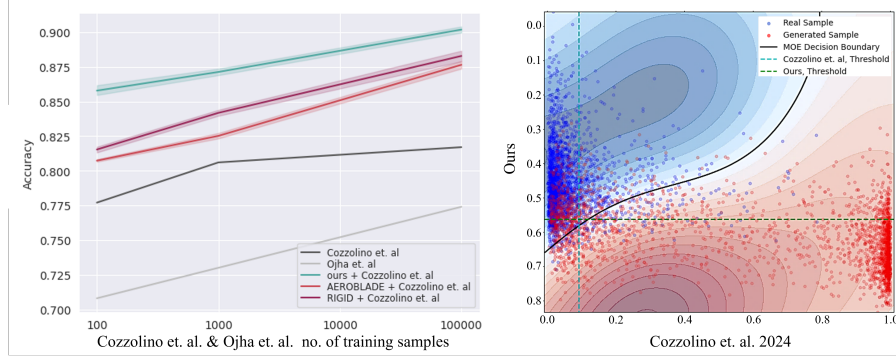 0.900
0.875
0.850
0.825
0.800
0.775
0.750
0.725
0.700
Accuracy
Cozzolino et. al
Ojha et. al
ours + Cozzolino et. al
AEROBLADE + Cozzolino et. al
RIGID + Cozzolino et. al
100 1000 10000 100000
Cozzolino et. al. & Ojha et. al. no. of training samples
Real Sample
Generated Sample
MOE Decision Boundary
Cozzolino et. al, Threshold
Ours, Threshold
0.0
0.1
0.2
0.3
0.4
0.5
0.6
0.7
0.8
Ours
0.0 0.2 0.4 0.6 0.8 1.0
Cozzolino et. al. 2024